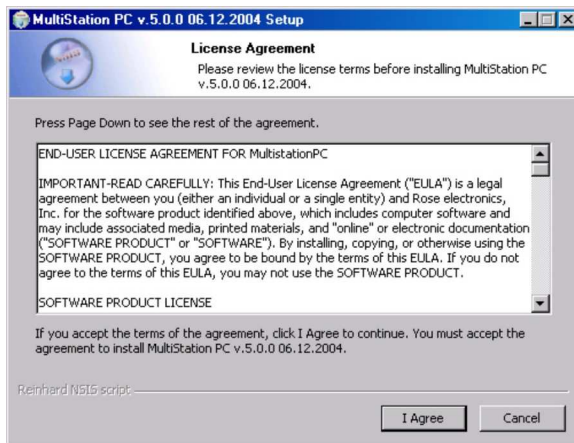 MultiStation PC v.5.0.0 06.12.2004 Setup
License Agreement
Please review the license terms before installing MultiStation PC
v.5.0.0 06.12.2004.
Press Page Down to see the rest of the agreement.
END-USER LICENSE AGREEMENT FOR MultistationPC
IMPORTANT-READ CAREFULLY: This End-User License Agreement ("EULA") is a legal
agreement between you (either an individual or a single entity) and Rose electronics,
Inc. for the software product identified above, which includes computer software and
may include associated media, printed materials, and "online" or electronic documentation
("SOFTWARE PRODUCT" or "SOFTWARE"). By installing, copying, or otherwise using the
SOFTWARE PRODUCT, you agree to be bound by the terms of this EULA. If you do not
agree to the terms of this EULA, you may not use the SOFTWARE PRODUCT.
SOFTWARE PRODUCT LICENSE
If you accept the terms of the agreement, click I Agree to continue. You must accept the
agreement to install MultiStation PC v.5.0.0 06.12.2004.
Reinhard NSIS script
I Agree
Cancel